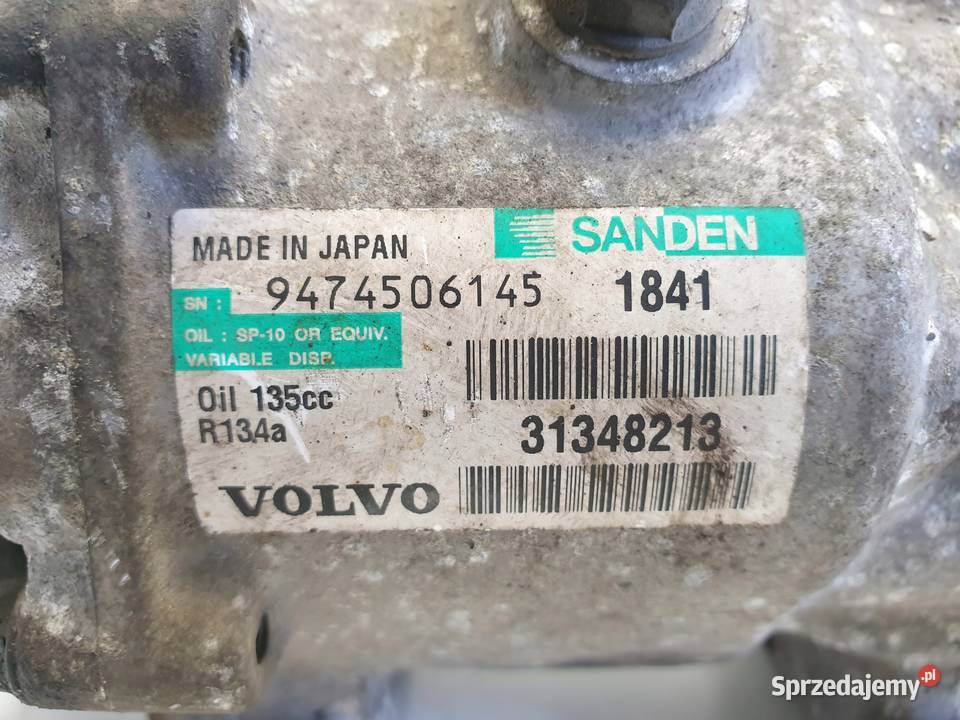 MADE IN JAPAN
SANDEN
SN : 9474506145 1841
OIL : SP-10 OR EQUIV.
VARIABLE DISP.
Oil 135cc
R134a
31348213
VOLVO
Sprzedajemy.pl